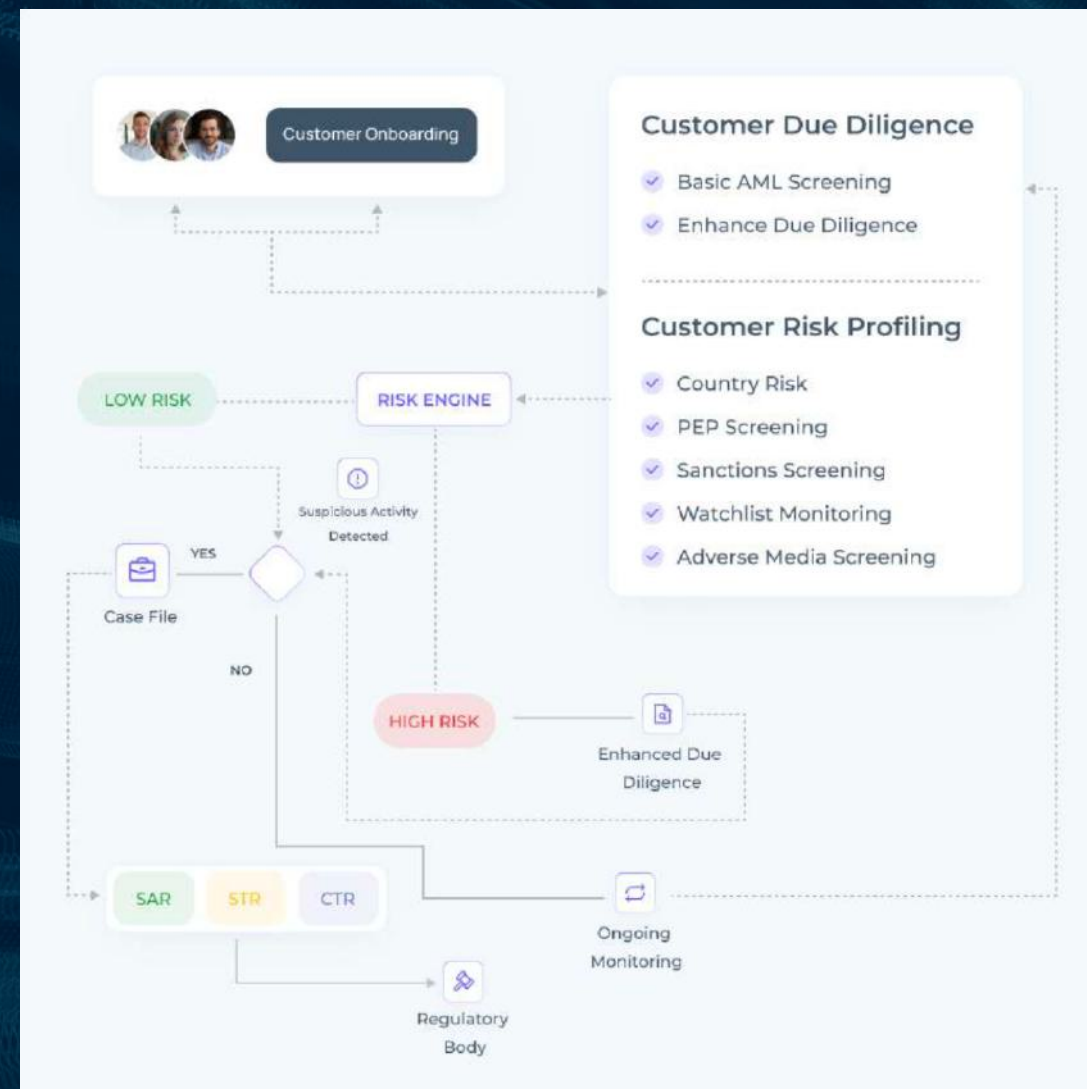 Customer Onboarding
Customer Due Diligence
Basic AML Screening
Enhance Due Diligence
Customer Risk Profiling
Country Risk
PEP Screening
Sanctions Screening
Watchlist Monitoring
Adverse Media Screening
LOW RISK
RISK ENGINE
Suspicious Activity
Detected
YES
Case File
NO
HIGH RISK
Enhanced Due
Diligence
SAR
STR
CTR
Ongoing
Monitoring
Regulatory
Body